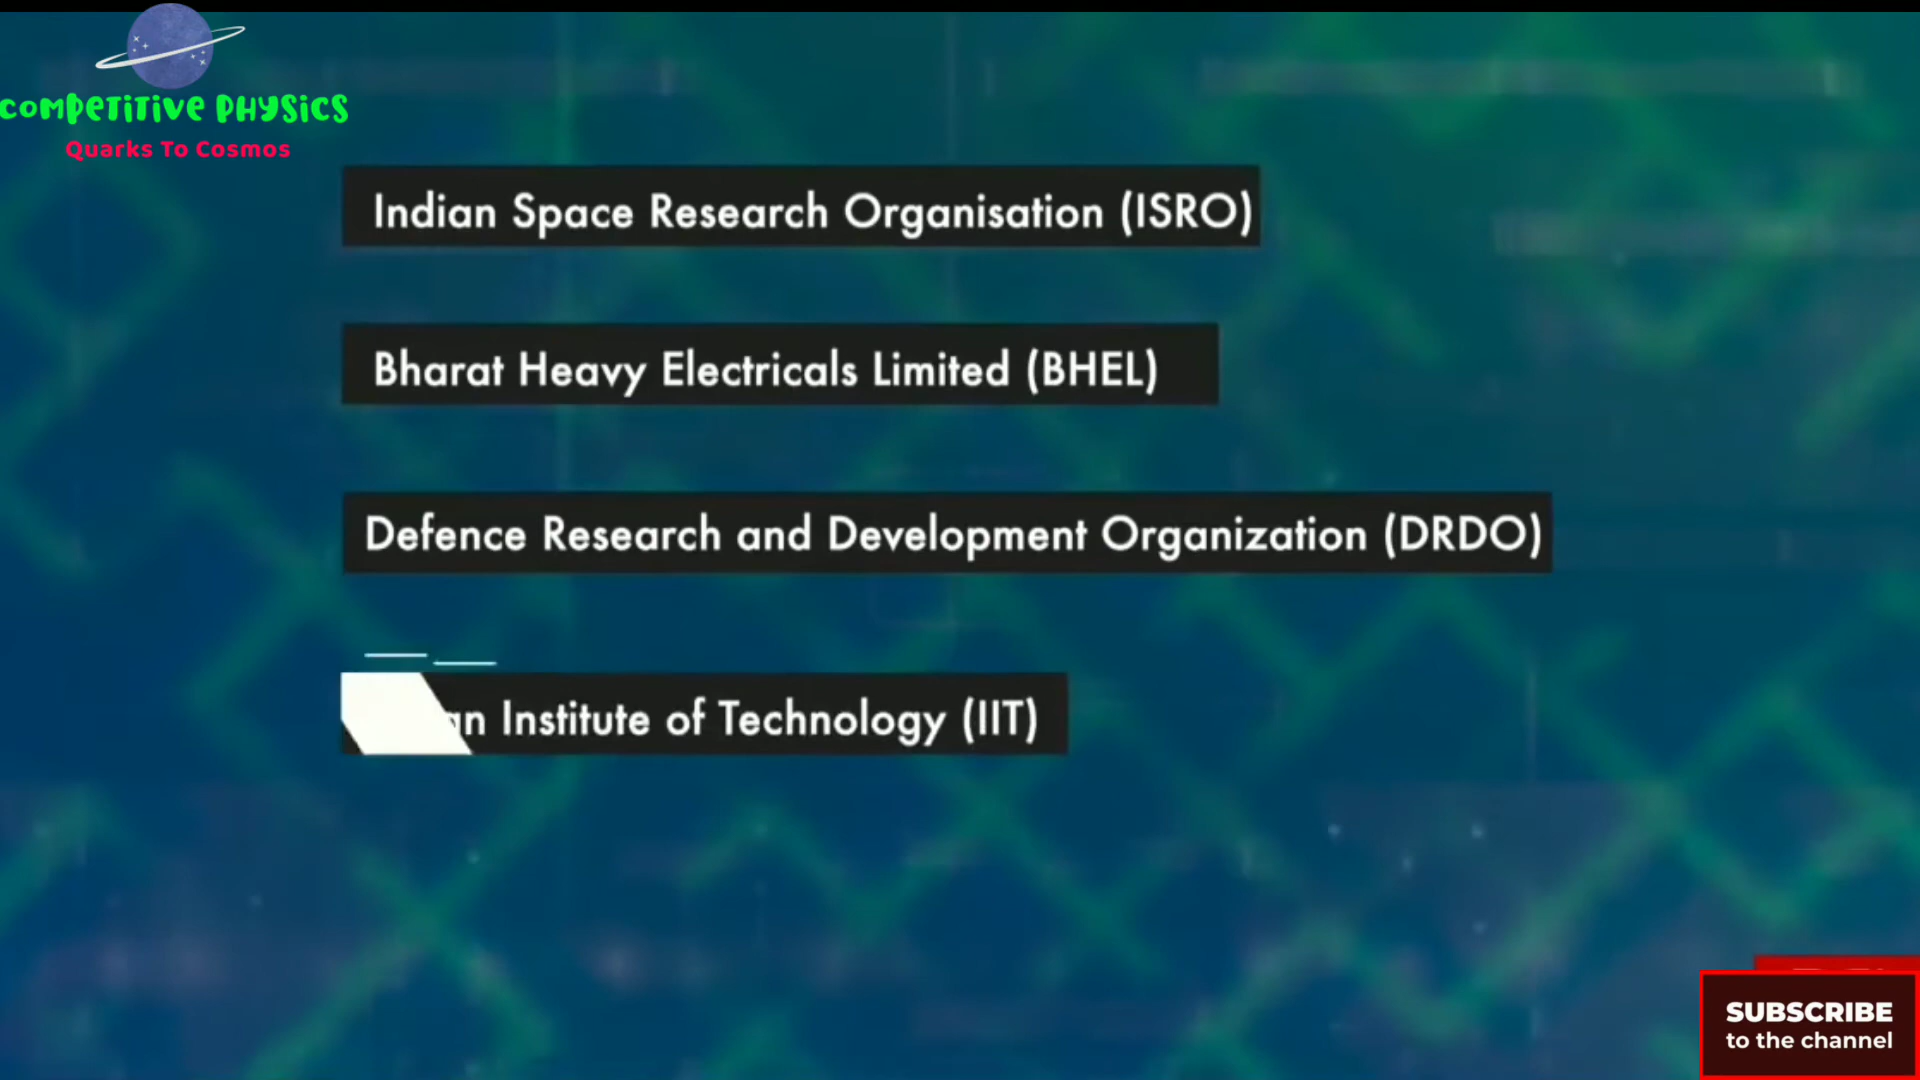 competitive physics
Quarks To Cosmos
Indian Space Research Organisation (ISRO)
Bharat Heavy Electricals Limited (BHEL)
Defence Research and Development Organization (DRDO)
Institute of Technology (IIT)
SUBSCRIBE
to the channel